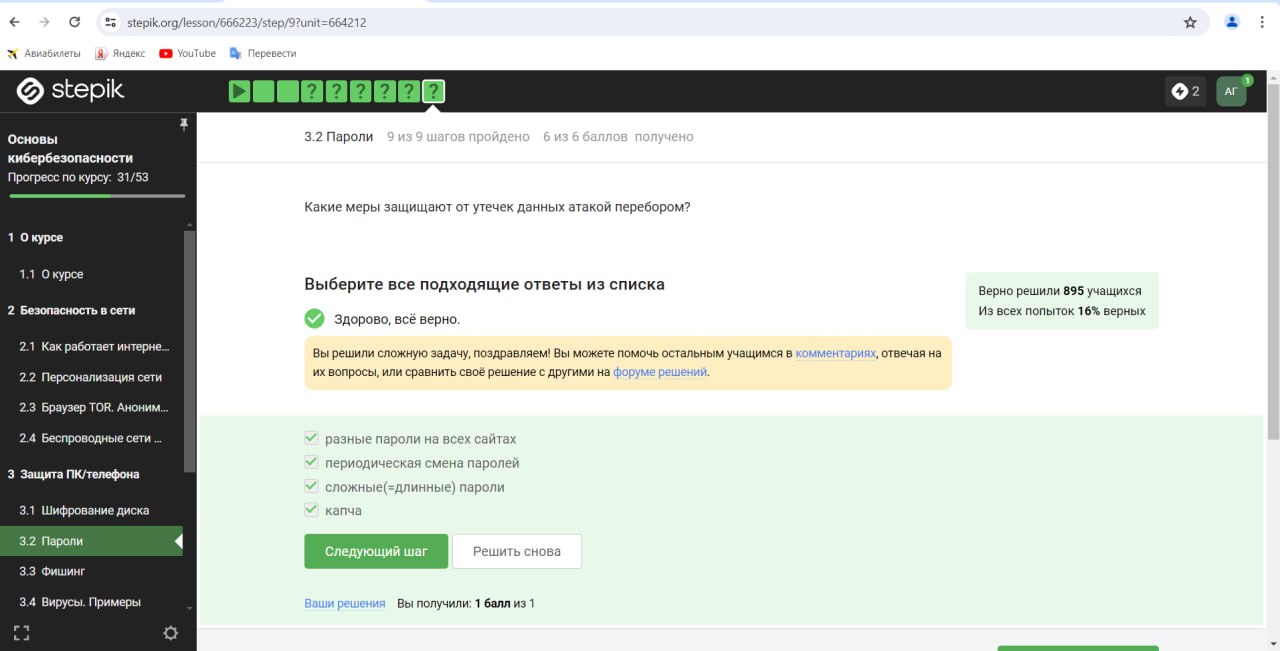 stepik.org/lesson/666223/step/9?unit=664212
Авиабилеты Яндекс YouTube Перевести
stepik
? ? ? ? ? ?
2
АГ
1
Основы
кибербезопасности
Прогресс по курсу: 31/53
1 О курсе
1.1 О курсе
2 Безопасность в сети
2.1 Как работает интерне...
2.2 Персонализация сети
2.3 Браузер TOR. Аноним...
2.4 Беспроводные сети ...
3 Защита ПК/телефона
3.1 Шифрование диска
3.2 Пароли
3.3 Фишинг
3.4 Вирусы. Примеры
3.2 Пароли 9 из 9 шагов пройдено 6 из 6 баллов получено
Какие меры защищают от утечек данных атакой перебором?
Выберите все подходящие ответы из списка
Здорово, всё верно.
Верно решили 895 учащихся
Из всех попыток 16% верных
Вы решили сложную задачу, поздравляем! Вы можете помочь остальным учащимся в комментариях, отвечая на
их вопросы, или сравнить своё решение с другими на форуме решений.
разные пароли на всех сайтах
периодическая смена паролей
сложные(=длинные) пароли
капча
Следующий шаг Решить снова
Ваши решения Вы получили: 1 балл из 1